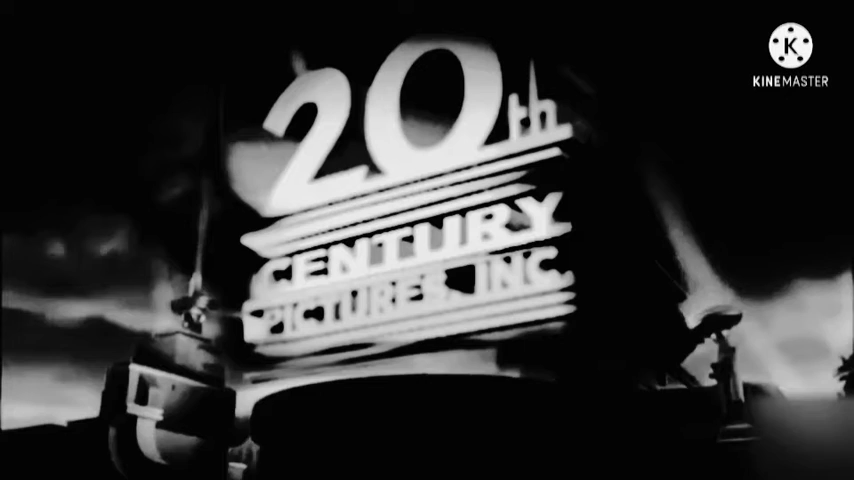 20th
CENTURY
PICTURES, INC.
K
KINEMASTER